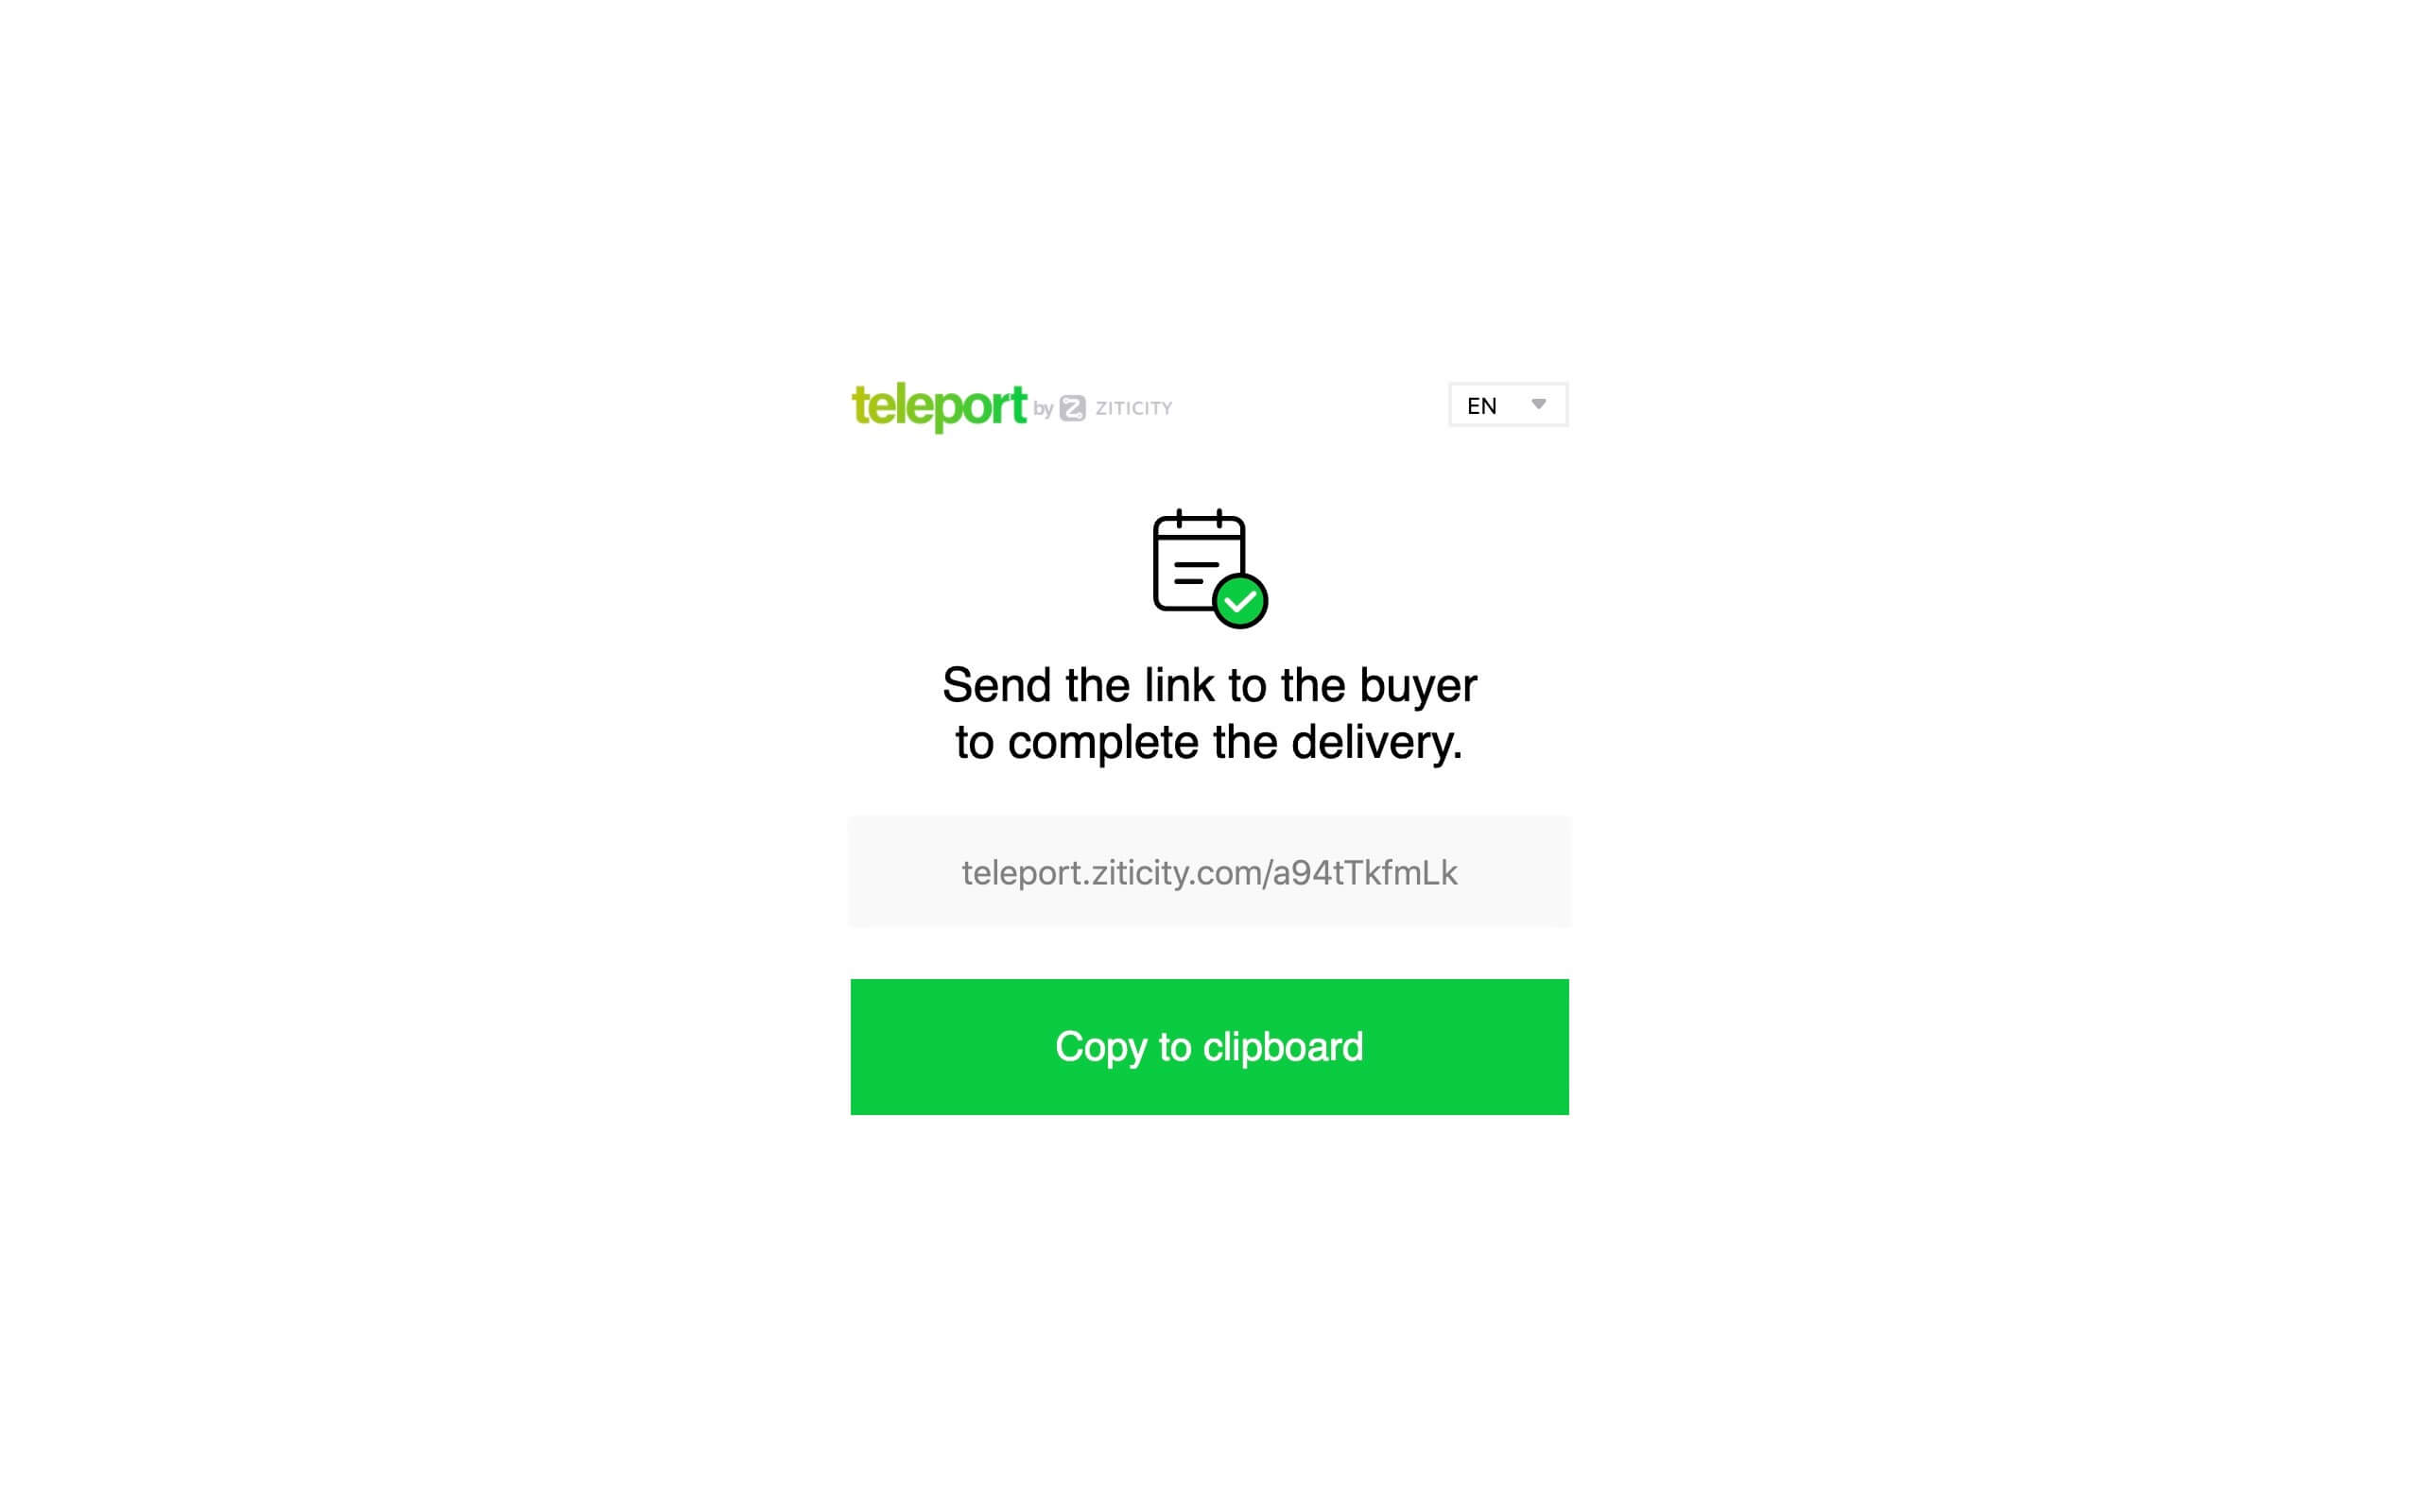 teleport by ZITICITY
EN
Send the link to the buyer
to complete the delivery.
teleport.ziticity.com/a94tTkfmLk
Copy to clipboard